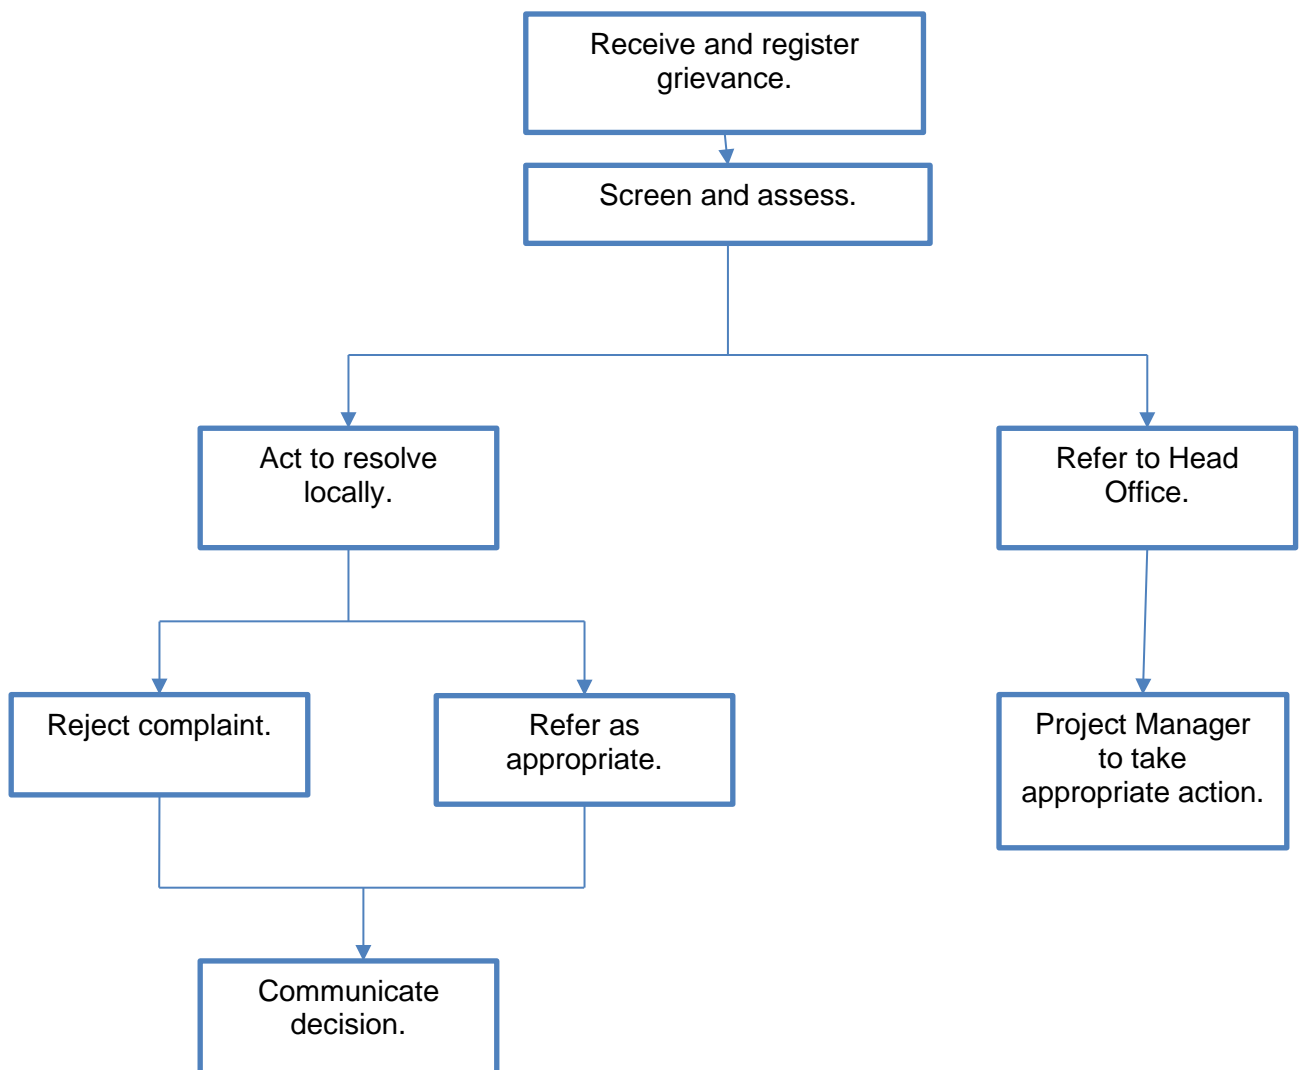 Receive and register
grievance.
Screen and assess.
Act to resolve
locally.
Refer to Head
Office.
Reject complaint.
Refer as
appropriate.
Project Manager
to take
appropriate action.
Communicate
decision.